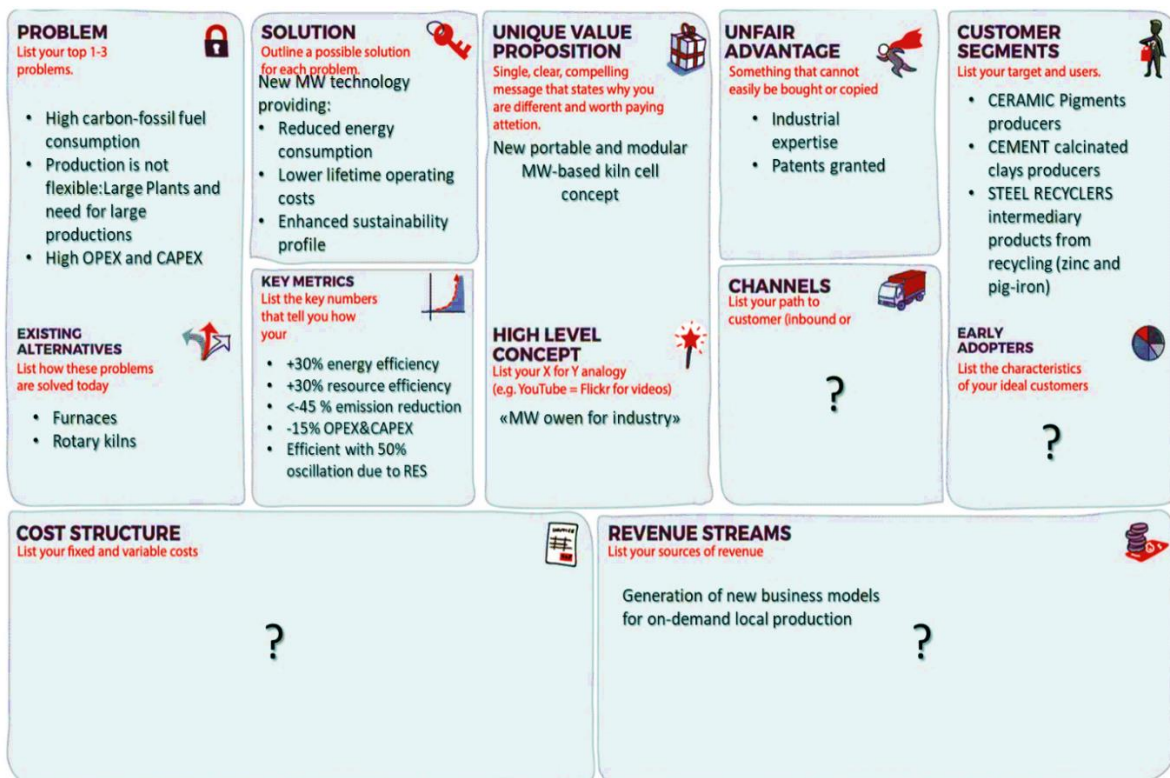 PROBLEM
List your top 1-3
problems.
• High carbon-fossil fuel
consumption
• Production is not
flexible:Large Plants and
need for large
productions
• High OPEX and CAPEX
EXISTING
ALTERNATIVES
List how these problems
are solved today
• Furnaces
• Rotary kilns
SOLUTION
Outline a possible solution
for each problem.
New MW technology
providing:
• Reduced energy
consumption
• Lower lifetime operating
costs
• Enhanced sustainability
profile
KEY METRICS
List the key numbers
that tell you how
your
• +30% energy efficiency
• +30% resource efficiency
• <-45 % emission reduction
• -15% OPEX&CAPEX
• Efficient with 50%
oscillation due to RES
UNIQUE VALUE
PROPOSITION
Single, clear, compelling
message that states why you
are different and worth paying
attetion.
New portable and modular
MW-based kiln cell
concept
HIGH LEVEL
CONCEPT
List your X for Y analogy
(e.g. YouTube = Flickr for videos)
«MW owen for industry»
UNFAIR
ADVANTAGE
Something that cannot
easily be bought or copied
• Industrial
expertise
• Patents granted
CHANNELS
List your path to
customer (inbound or
?
CUSTOMER
SEGMENTS
List your target and users.
• CERAMIC Pigments
producers
• CEMENT calcinated
clays producers
• STEEL RECYCLERS
intermediary
products from
recycling (zinc and
pig-iron)
EARLY
ADOPTERS
List the characteristics
of your ideal customers
?
COST STRUCTURE
List your fixed and variable costs
?
REVENUE STREAMS
List your sources of revenue
Generation of new business models
for on-demand local production
?